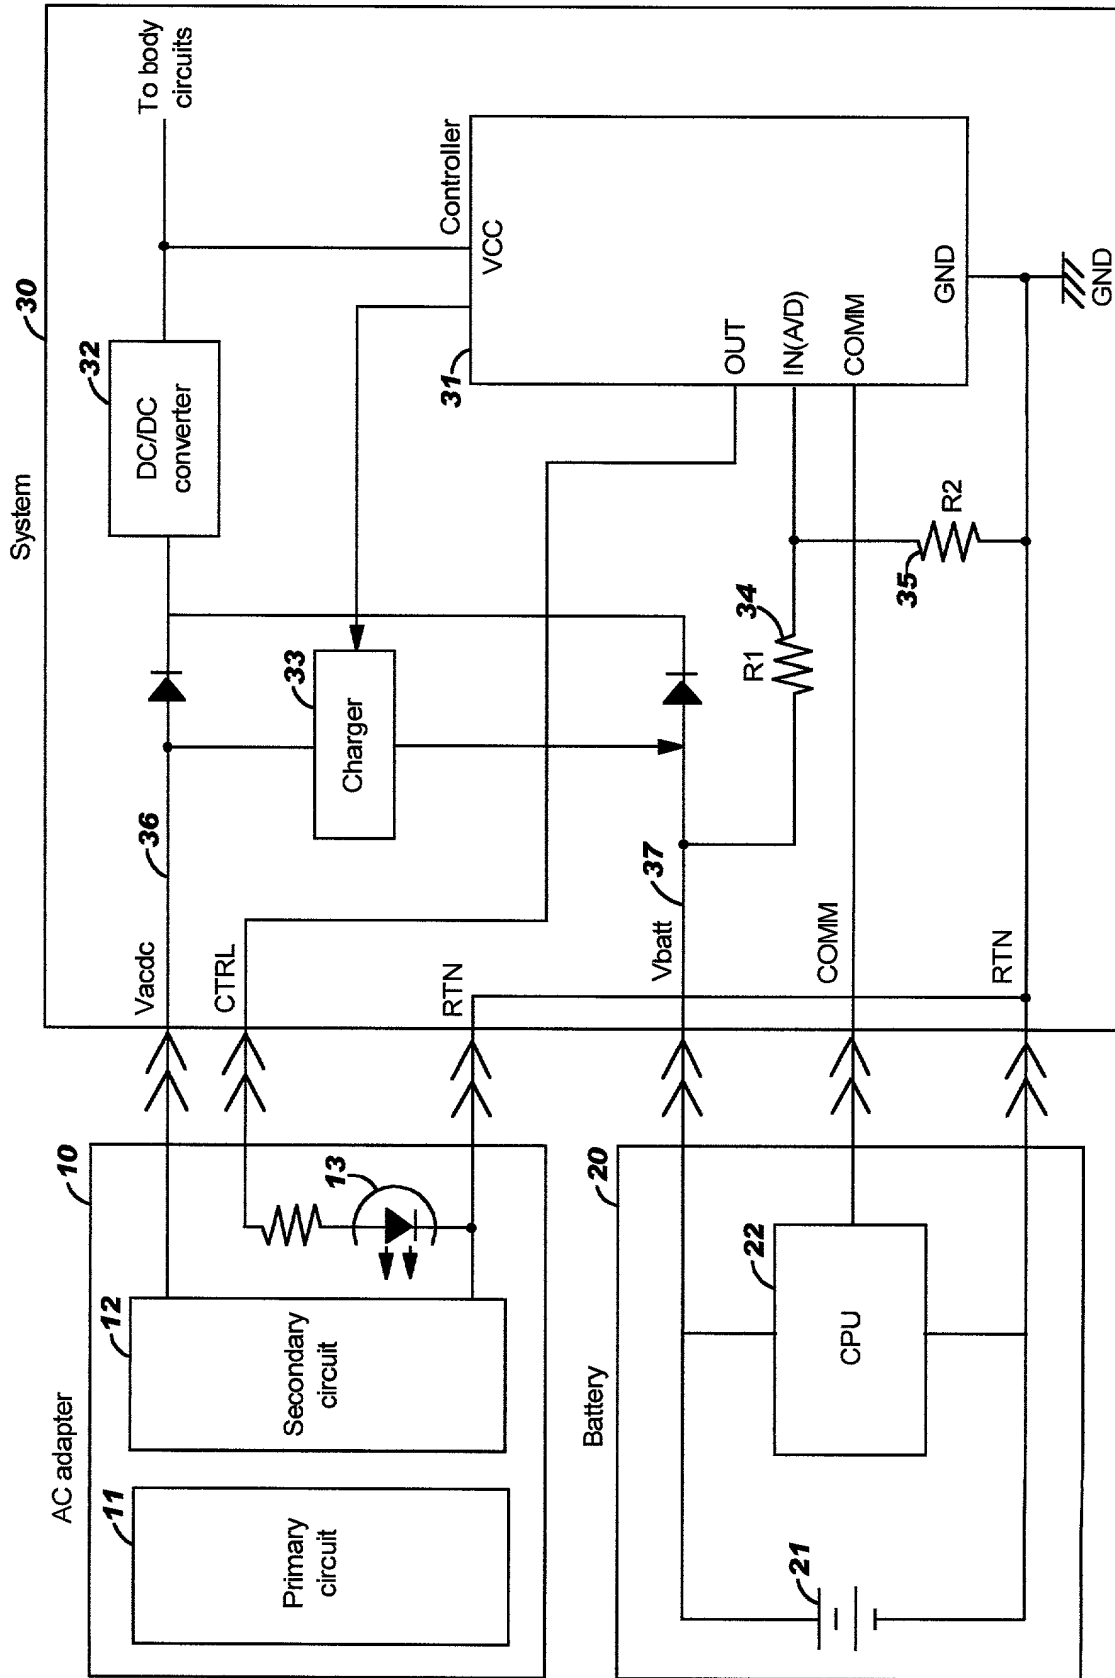 System
30
To body
circuits
32
DC/DC
converter
Controller
VCC
31
OUT
IN(A/D)
COMM
GND
GND
33
Charger
36
Vacdc
CTRL
RTN
37
Vbatt
COMM
RTN
R1
34
35
R2
AC adapter
10
11
Primary
circuit
12
Secondary
circuit
13
Battery
20
21
22
CPU